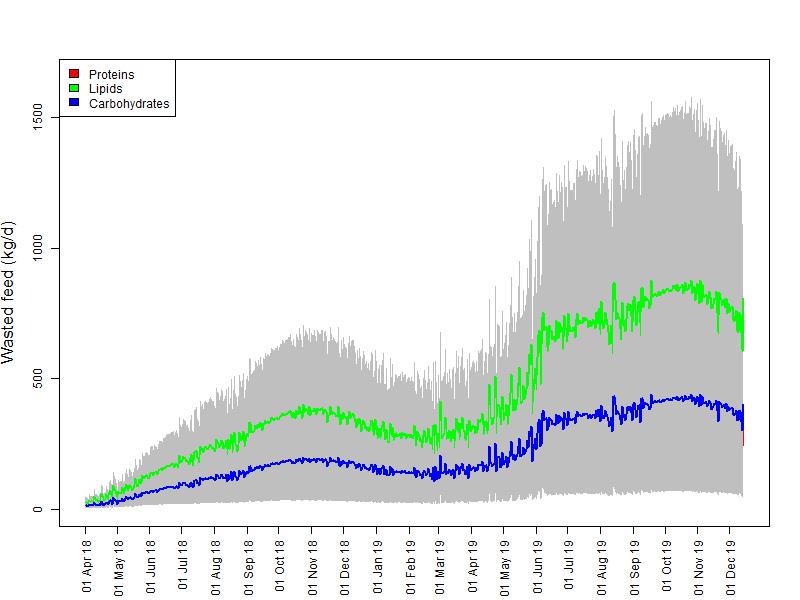 Proteins
Lipids
Carbohydrates
Wasted feed (kg/d)
1500
1000
500
0
01 Apr 18
01 May 18
01 Jun 18
01 Jul 18
01 Aug 18
01 Sep 18
01 Oct 18
01 Nov 18
01 Dec 18
01 Jan 19
01 Feb 19
01 Mar 19
01 Apr 19
01 May 19
01 Jun 19
01 Jul 19
01 Aug 19
01 Sep 19
01 Oct 19
01 Nov 19
01 Dec 19